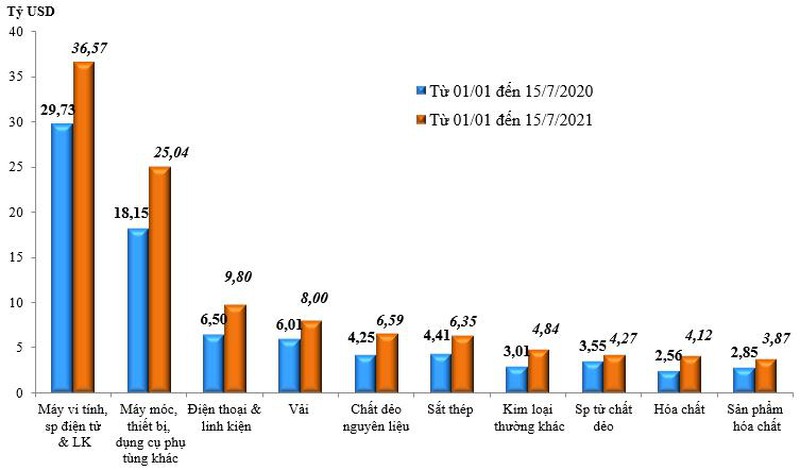 Tỷ USD
40
35
30
25
20
15
10
5
0
29,73
36,57
18,15
25,04
6,50
9,80
6,01
8,00
4,25
6,59
4,41
6,35
3,01
4,84
3,55
4,27
2,56
4,12
2,85
3,87
Từ 01/01 đến 15/7/2020
Từ 01/01 đến 15/7/2021
Máy vi tính,
sp điện tử
& LK
Máy móc,
thiết bị,
dụng cụ phụ
tùng khác
Điện thoại &
linh kiện
Vải
Chất dẻo
nguyên liệu
Sắt thép
Kim loại
thường khác
Sp từ chất
dẻo
Hóa chất
Sản phẩm
hóa chất